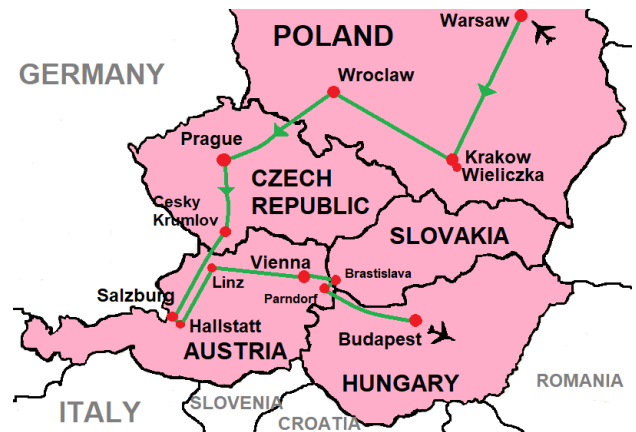 Warsaw
POLAND
GERMANY
Wroclaw
Prague
Krakow
Wieliczka
CZECH
REPUBLIC
Cesky
Krumlov
SLOVAKIA
Vienna
Brastislava
Linz
Parndorf
Salzburg
Hallstatt
Budapest
AUSTRIA
HUNGARY
ROMANIA
ITALY
SLOVENIA
CROATIA